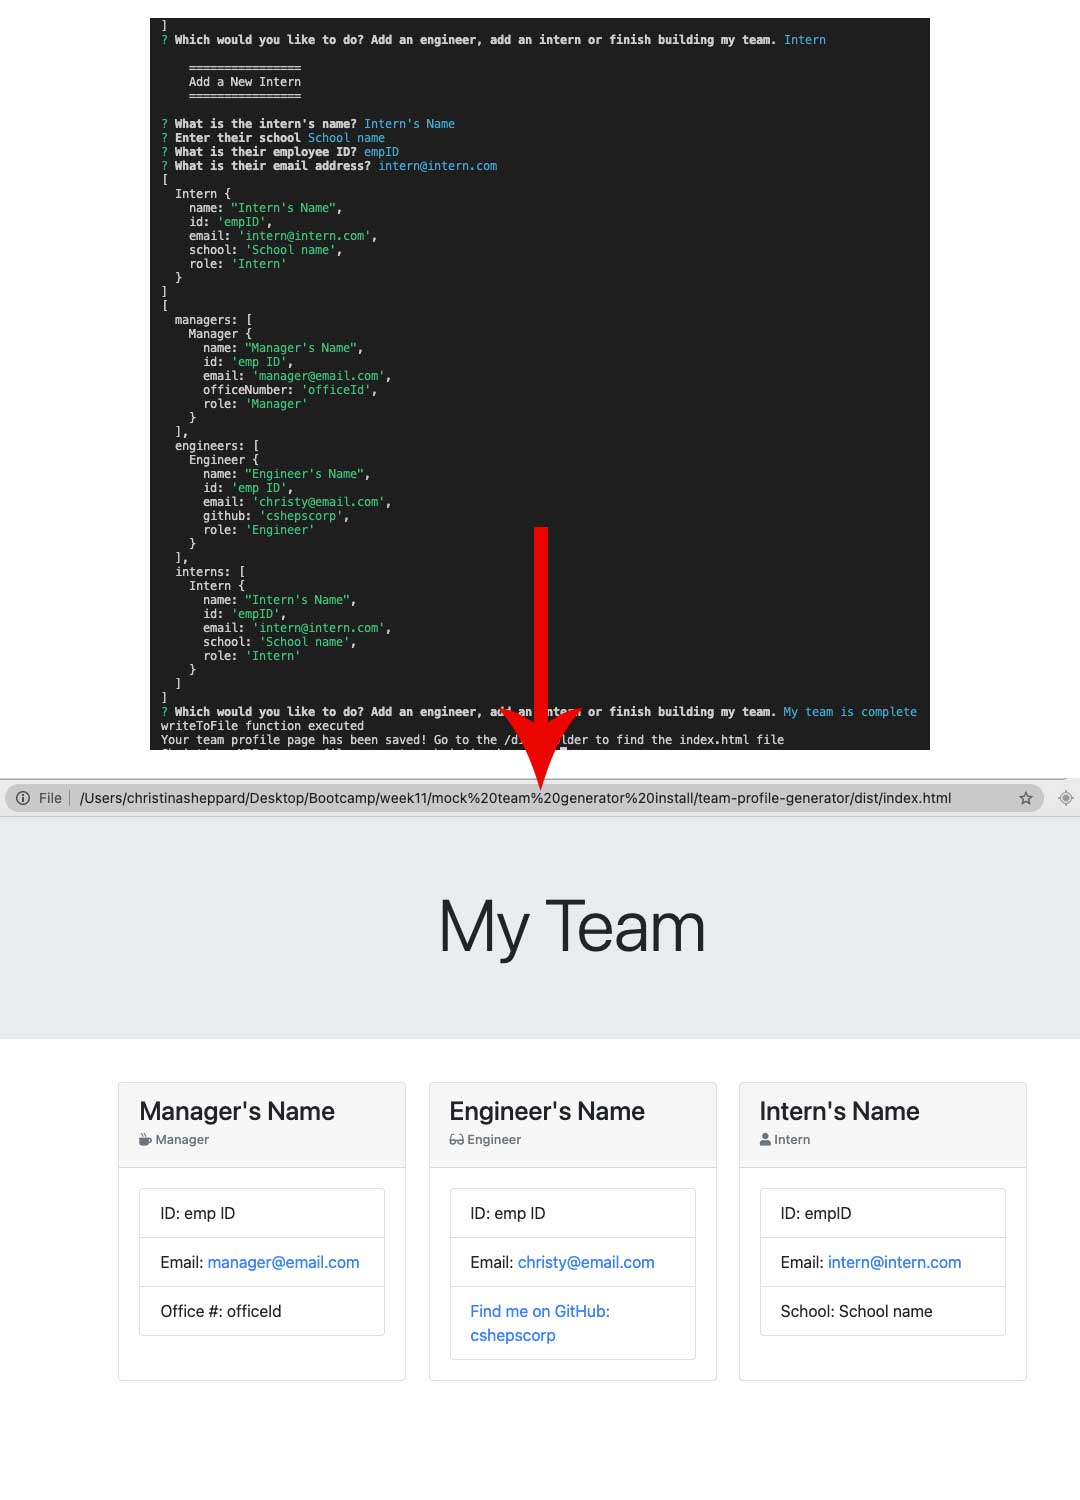 ]
? Which would you like to do? Add an engineer, add an intern or finish building my team. Intern
================
Add a New Intern
================
? What is the intern's name? Intern's Name
? Enter their school School name
? What is their employee ID? empID
? What is their email address? intern@intern.com
[
Intern {
name: "Intern's Name",
id: 'empID',
email: 'intern@intern.com',
school: 'School name',
role: 'Intern'
}
]
[
managers: [
Manager {
name: "Manager's Name",
id: 'emp ID',
email: 'manager@email.com',
officeNumber: 'officeId',
role: 'Manager'
}
],
engineers: [
Engineer {
name: "Engineer's Name",
id: 'emp ID',
email: 'christy@email.com',
github: 'cshepscorp',
role: 'Engineer'
}
],
interns: [
Intern {
name: "Intern's Name",
id: 'empID',
email: 'intern@intern.com',
school: 'School name',
role: 'Intern'
}
]
]
? Which would you like to do? Add an engineer, add an intern or finish building my team. My team is complete
writeToFile function executed
Your team profile page has been saved! Go to the to find the index.html file
File /Users/christinasheppard/Desktop/Bootcamp/week11/mock%20team%20generator%20install/team-profile-generator/dist/index.html
My Team
Manager's Name
Manager
ID: emp ID
Email: manager@email.com
Office #: officeId
Engineer's Name
Engineer
ID: emp ID
Email: christy@email.com
Find me on GitHub:
cshepscorp
Intern's Name
Intern
ID: empID
Email: intern@intern.com
School: School name